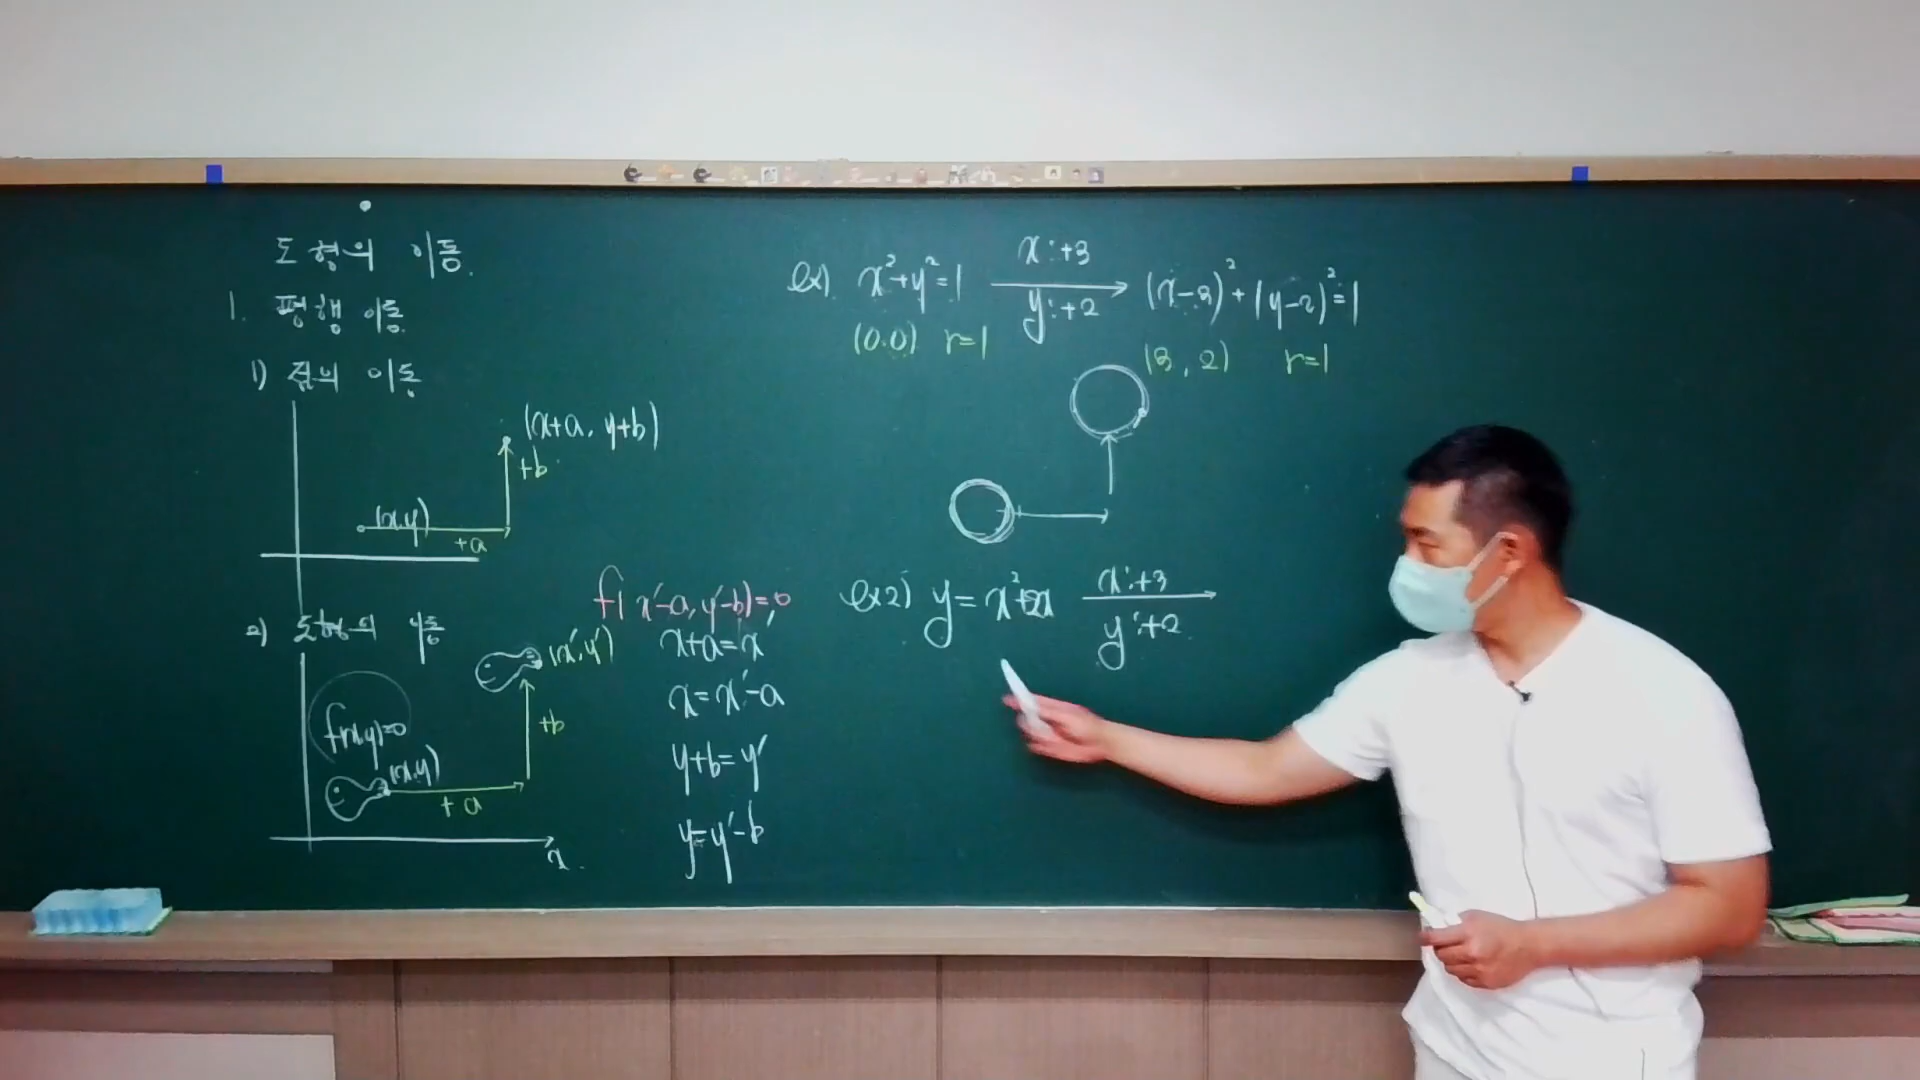 도형의 이동.
1. 평행 이동
1) 점의 이동
(x+a, y+b)
+b
(x,y)
+a
2) 도형의 이동
(x',y')
f(x,y)=0
+b
(x,y)
+a
x
f(x'-a, y'-b)=0
x+a=x'
x=x'-a
y+b=y'
y=y'-b
ex) x²+y²=1 x:+3 y:+2 (x-3)²+(y-2)²=1
(0.0) r=1 (3, 2) r=1
ex2) y=x²+2x x:+3 y:+2